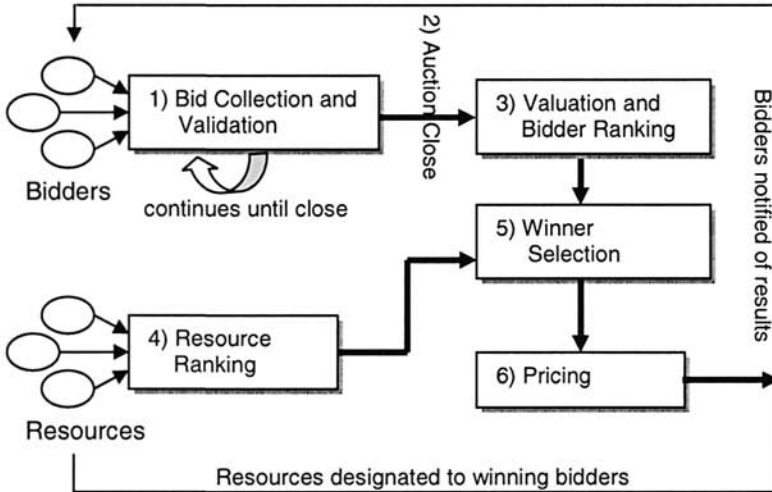 1) Bid Collection and
Validation
2) Auction Close
3) Valuation and
Bidder Ranking
Bidders
continues until close
5) Winner
Selection
4) Resource
Ranking
6) Pricing
Bidders notified of results
Resources
Resources designated to winning bidders